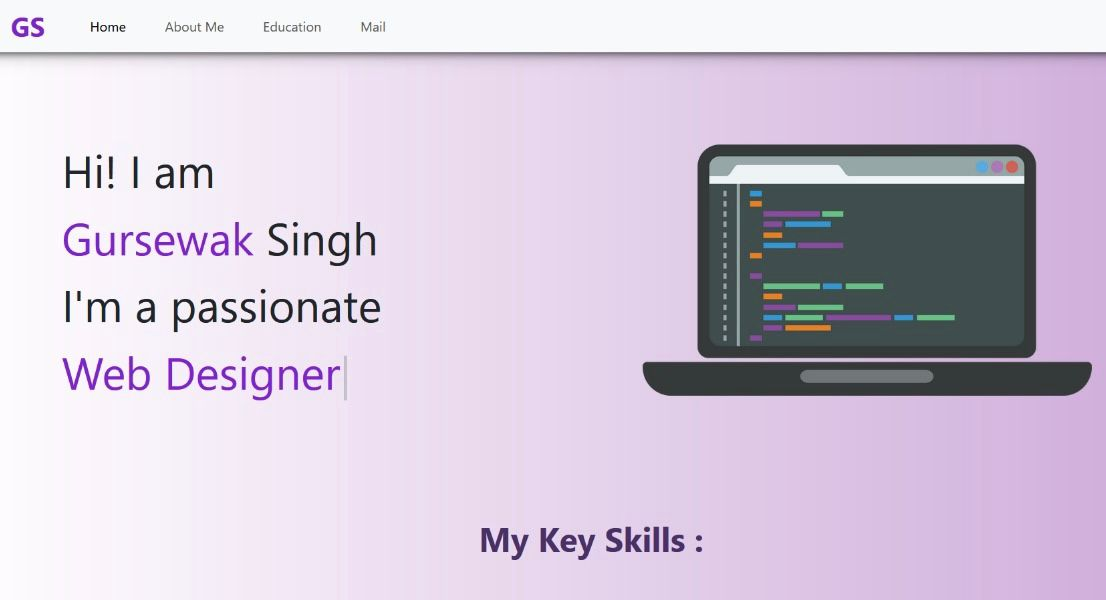 GS Home About Me Education Mail
Hi! I am
Gursewak Singh
I'm a passionate
Web Designer
My Key Skills :